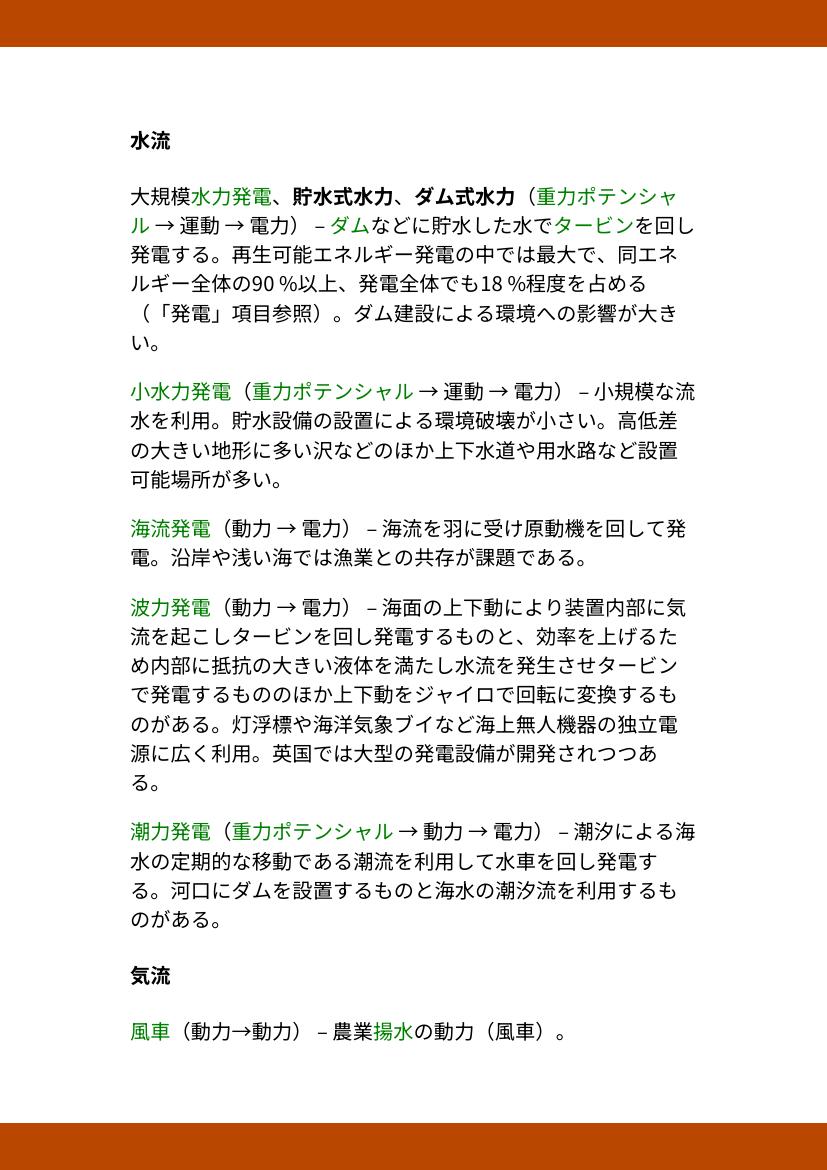 水流
大規模水力発電、貯水式水力、ダム式水力（重力ポテンシャ
ル → 運動 → 電力） – ダムなどに貯水した水でタービンを回し
発電する。再生可能エネルギー発電の中では最大で、同エネ
ルギー全体の90 %以上、発電全体でも18 %程度を占める
（「発電」項目参照）。ダム建設による環境への影響が大き
い。
小水力発電（重力ポテンシャル → 運動 → 電力） – 小規模な流
水を利用。貯水設備の設置による環境破壊が小さい。高低差
の大きい地形に多い沢などのほか上下水道や用水路など設置
可能場所が多い。
海流発電（動力 → 電力） – 海流を羽に受け原動機を回して発
電。沿岸や浅い海では漁業との共存が課題である。
波力発電（動力 → 電力） – 海面の上下動により装置内部に気
流を起こしタービンを回し発電するものと、効率を上げるた
め内部に抵抗の大きい液体を満たし水流を発生させタービン
で発電するもののほか上下動をジャイロで回転に変換するも
のがある。灯浮標や海洋気象ブイなど海上無人機器の独立電
源に広く利用。英国では大型の発電設備が開発されつつあ
る。
潮力発電（重力ポテンシャル → 動力 → 電力） – 潮汐による海
水の定期的な移動である潮流を利用して水車を回し発電す
る。河口にダムを設置するものと海水の潮汐流を利用するも
のがある。
気流
風車（動力→動力） – 農業揚水の動力（風車）。